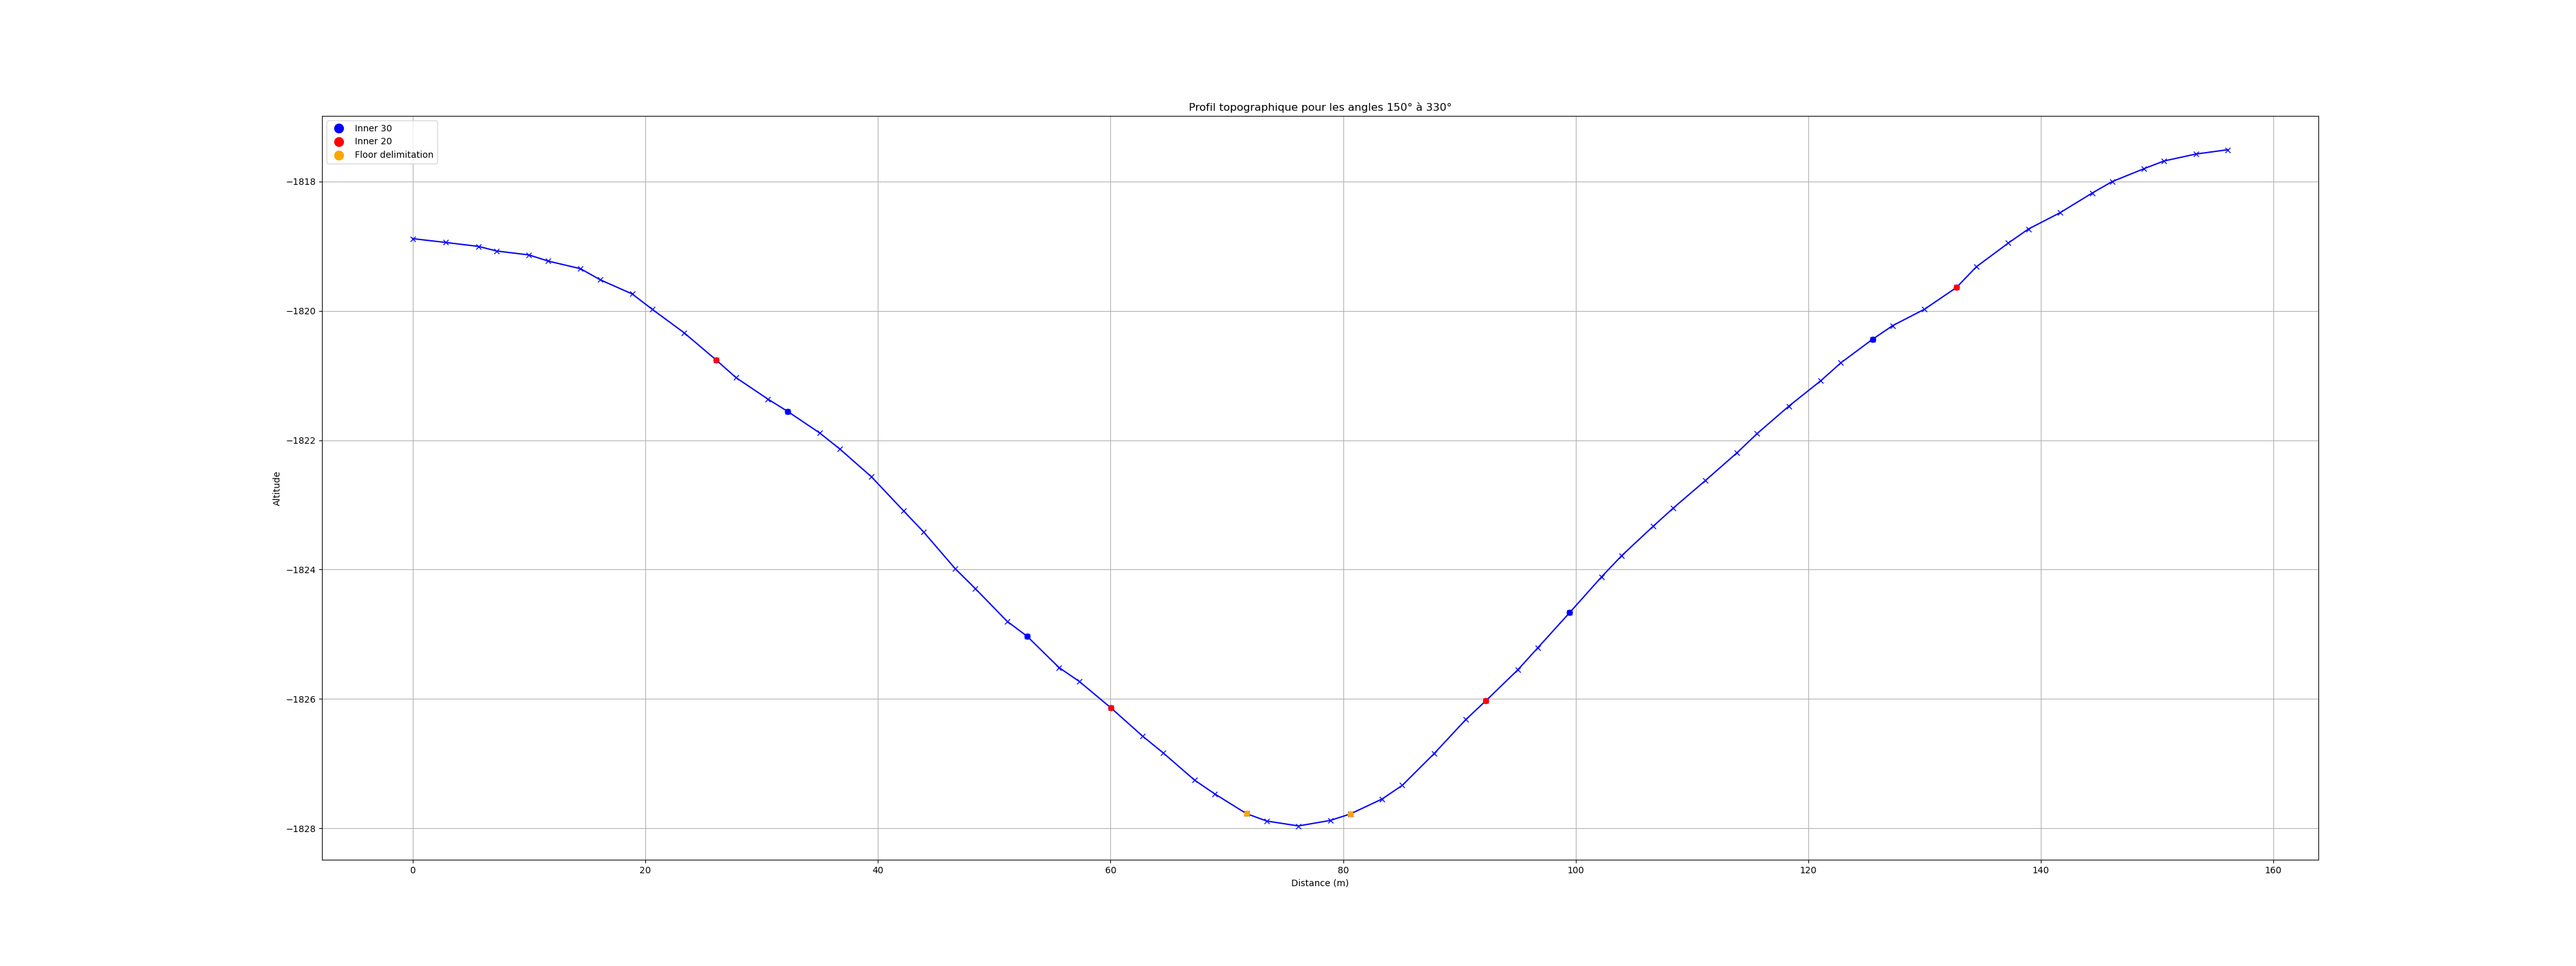 Profil topographique pour les angles 150° à 330°
Inner 30
Inner 20
Floor delimitation
−1818
−1820
−1822
−1824
−1826
−1828
Altitude
0 20 40 60 80 100 120 140 160
Distance (m)